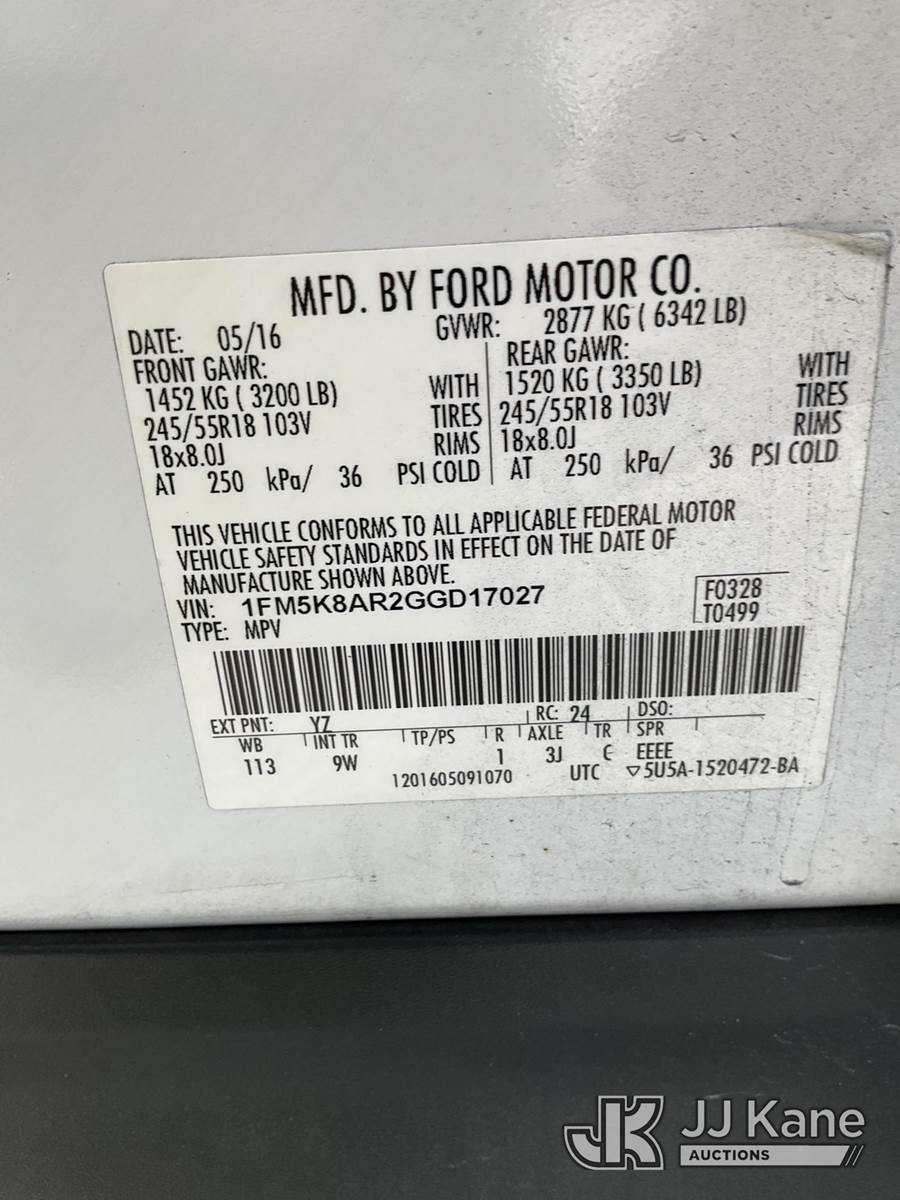 MFD. BY FORD MOTOR CO.
DATE: 05/16 GVWR: 2877 KG ( 6342 LB)
FRONT GAWR: REAR GAWR:
1452 KG ( 3200 LB) WITH 1520 KG ( 3350 LB) WITH
245/55R18 103V TIRES 245/55R18 103V TIRES
18x8.0J RIMS 18x8.0J RIMS
AT 250 kPa/ 36 PSI COLD AT 250 kPa/ 36 PSI COLD
THIS VEHICLE CONFORMS TO ALL APPLICABLE FEDERAL MOTOR
VEHICLE SAFETY STANDARDS IN EFFECT ON THE DATE OF
MANUFACTURE SHOWN ABOVE.
VIN: 1FM5K8AR2GGD17027 F0328
TYPE: MPV T0499
EXT PNT: YZ RC: 24 DSO:
WB INT TR TP/PS R AXLE TR SPR
113 9W 1 3J C EEEE
1201605091070 UTC ▽5U5A-1520472-BA
JK JJ Kane
AUCTIONS